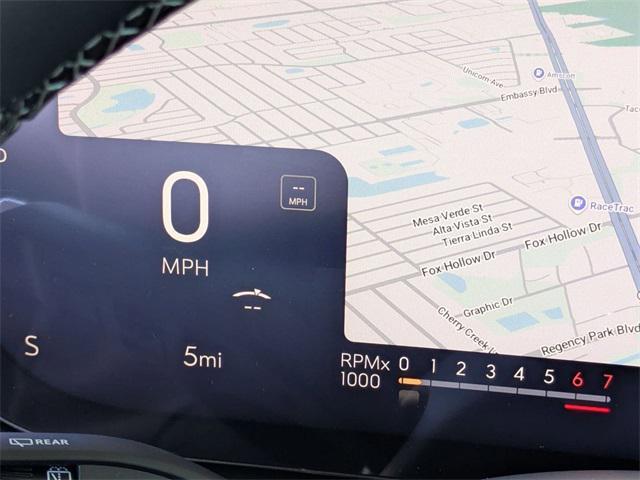 Unicorn Ave
Amscott
Embassy Blvd
0
--
MPH
MPH
RaceTrac
Mesa Verde St
Alta Vista St
Tierra Linda St
Fox Hollow Dr
Fox Hollow Dr
Graphic Dr
Cherry Creek
Regency Park Blvd
--
S
5mi
RPMx
1000
0 1 2 3 4 5 6 7
REAR